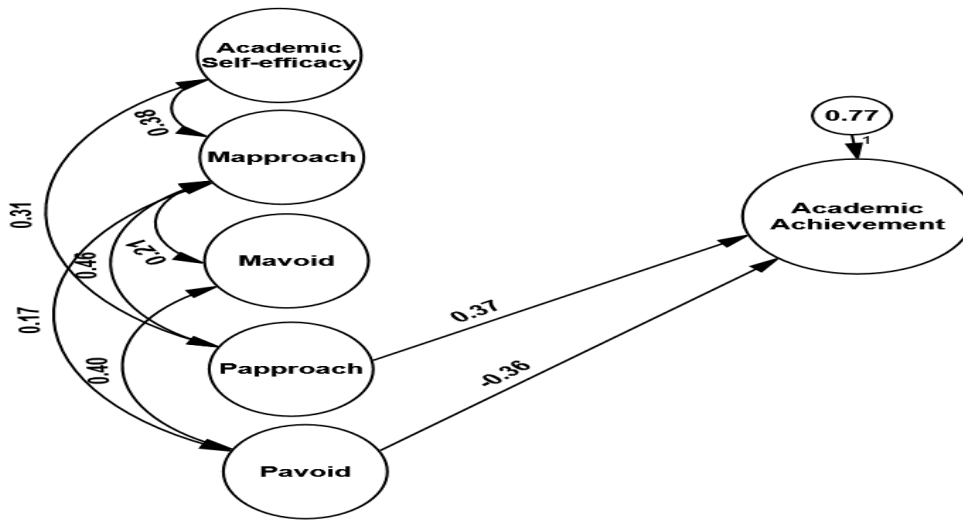 Academic
Self-efficacy
0.38
Mapproach
0.77
1
Academic
Achievement
0.31
0.46
0.21
Mavoid
0.17
0.40
Papproach
0.37
-0.36
Pavoid